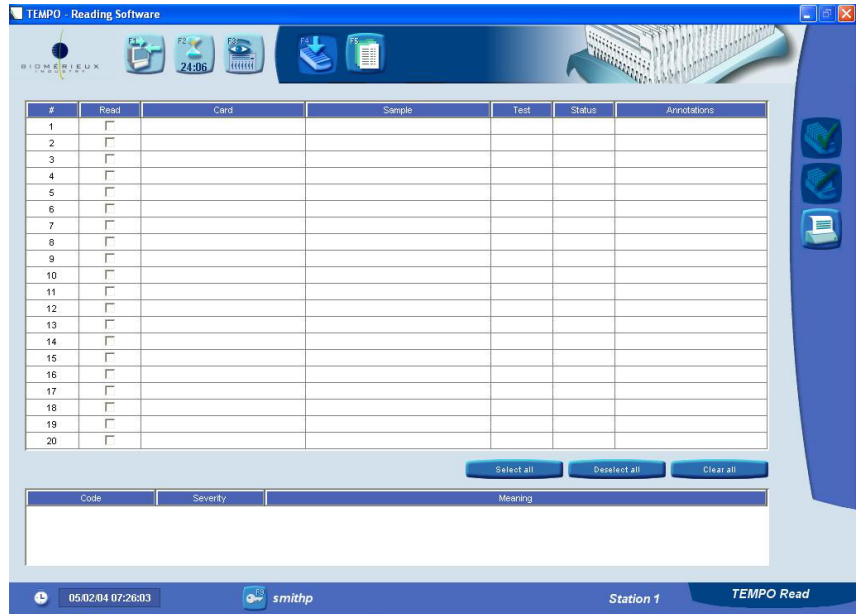 TEMPO - Reading Software
F1 F2 F3 F4 F5
24:06
BIOMÉRIEUX
INDUSTRY
# Read Card Sample Test Status Annotations
1
2
3
4
5
6
7
8
9
10
11
12
13
14
15
16
17
18
19
20
Select all Deselect all Clear all
Code Severity Meaning
05/02/04 07:26:03 F9 smithp Station 1 TEMPO Read